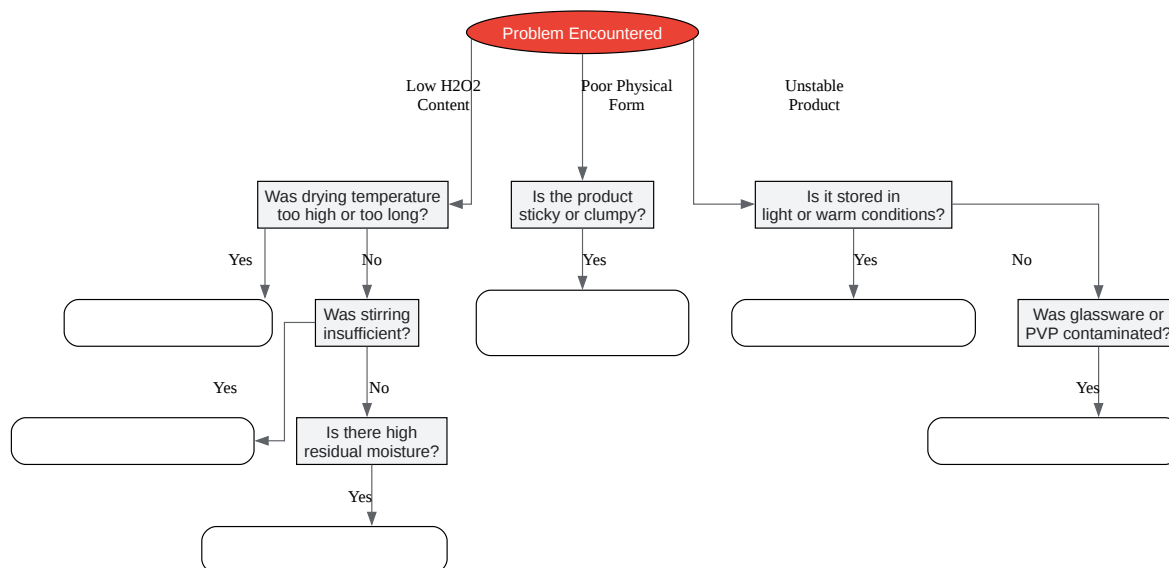 Problem Encountered
Low H2O2
Content
Poor Physical
Form
Unstable
Product
Was drying temperature
too high or too long?
Is the product
sticky or clumpy?
Is it stored in
light or warm conditions?
Yes
No
Yes
Yes
No
Was stirring
insufficient?
Was glassware or
PVP contaminated?
Yes
No
Yes
Is there high
residual moisture?
Yes